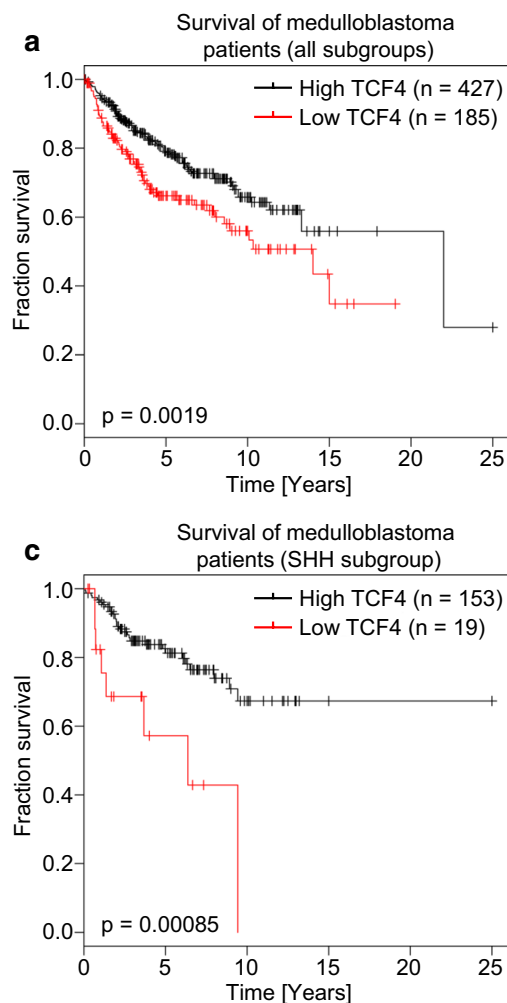 a
Survival of medulloblastoma
patients (all subgroups)
High TCF4 (n = 427)
Low TCF4 (n = 185)
Fraction survival
1.0
0.8
0.6
0.4
0.2
0.0
p = 0.0019
0 5 10 15 20 25
Time [Years]
c
Survival of medulloblastoma
patients (SHH subgroup)
High TCF4 (n = 153)
Low TCF4 (n = 19)
Fraction survival
1.0
0.8
0.6
0.4
0.2
0.0
p = 0.00085
0 5 10 15 20 25
Time [Years]